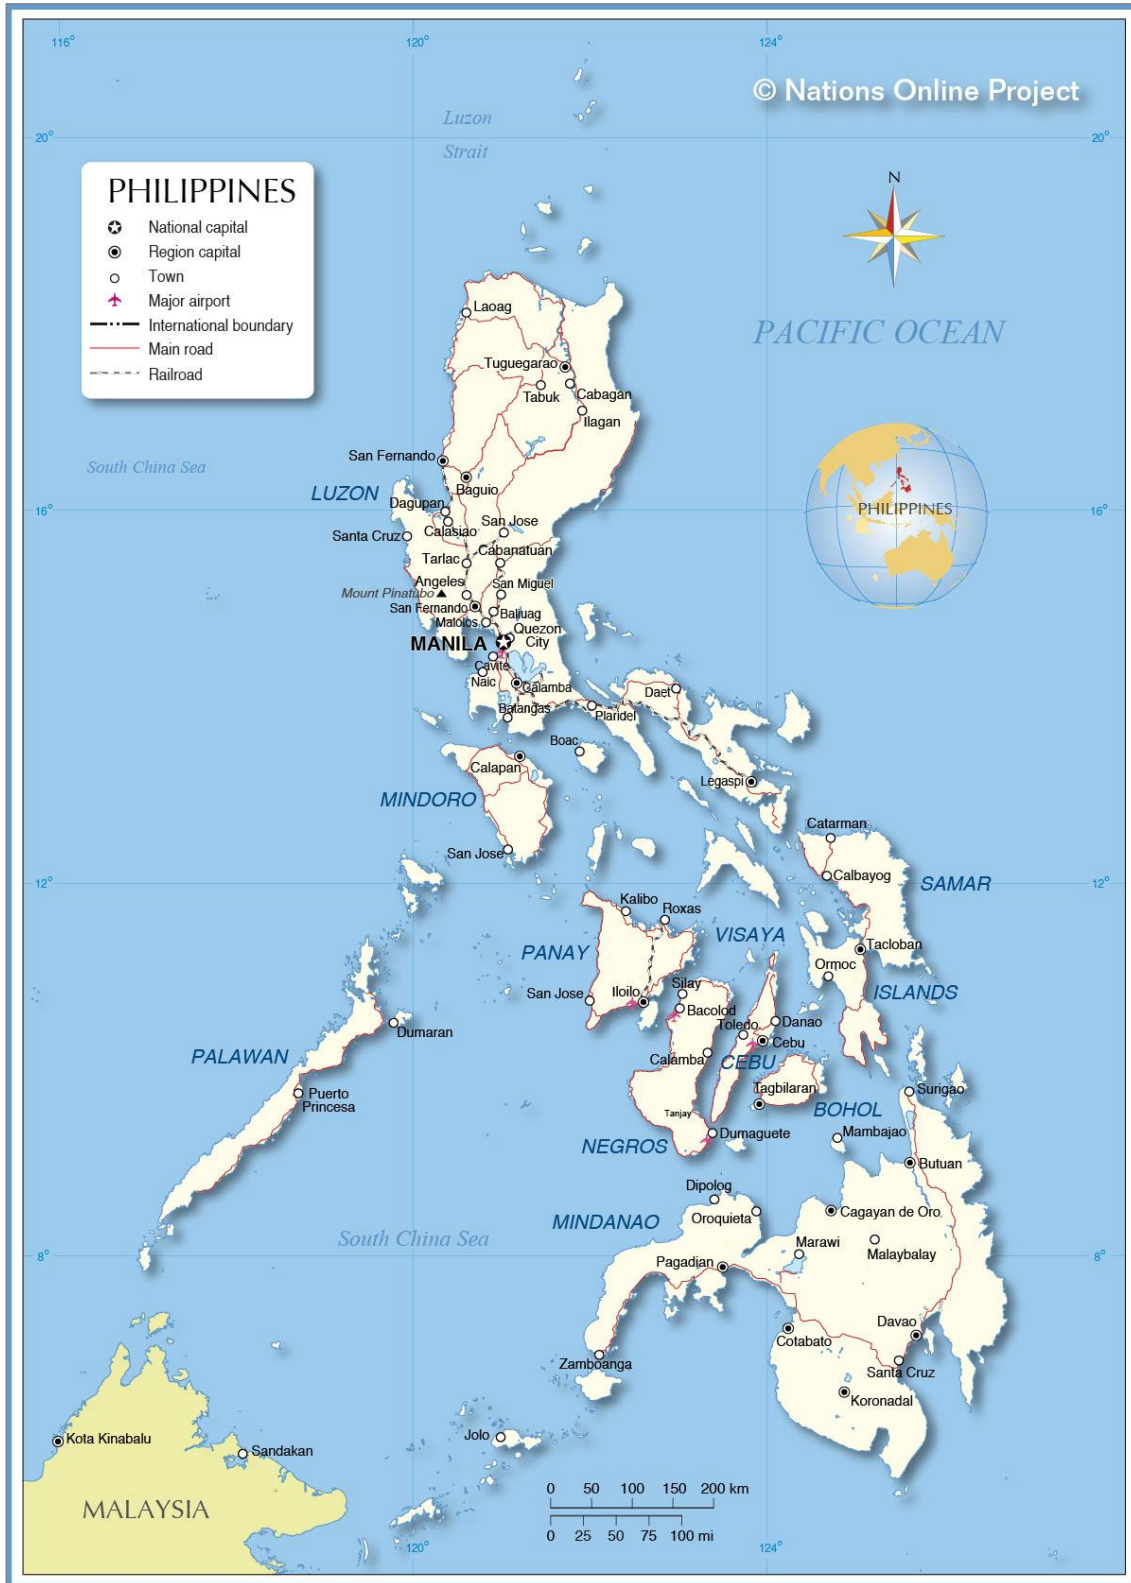 116°
120°
124°
© Nations Online Project
Luzon
Strait
20°
20°
PHILIPPINES
National capital
Region capital
Town
Major airport
International boundary
Main road
Railroad
N
PACIFIC OCEAN
Laoag
Tuguegarao
Cabagan
Tabuk
Ilagan
San Fernando
South China Sea
Baguio
LUZON
Dagupan
16°
16°
PHILIPPINES
San Jose
Calasiao
Santa Cruz
Cabanatuan
Tarlac
Angeles
San Miguel
Mount Pinatubo
San Fernando
Baliuag
Malolos
Quezon
City
MANILA
Cavite
Naic
Calamba
Daet
Batangas
Plaridel
Boac
Calapan
Legaspi
MINDORO
Catarman
San Jose
Calbayog
12°
12°
SAMAR
Kalibo
Roxas
VISAYA
Tacloban
PANAY
Ormoc
Silay
ISLANDS
San Jose
Iloilo
Bacolod
Danao
Toledo
Dumaran
Cebu
PALAWAN
Calamba
CEBU
Tagbilaran
Surigao
Puerto
Princesa
BOHOL
Tanjay
Dumaguete
Mambajao
NEGROS
Butuan
Dipolog
Cagayan de Oro
Oroquieta
MINDANAO
South China Sea
Marawi
Malaybalay
8°
8°
Pagadian
Davao
Cotabato
Zamboanga
Santa Cruz
Koronadal
Jolo
Kota Kinabalu
Sandakan
0 50 100 150 200 km
MALAYSIA
0 25 50 75 100 mi
120°
124°